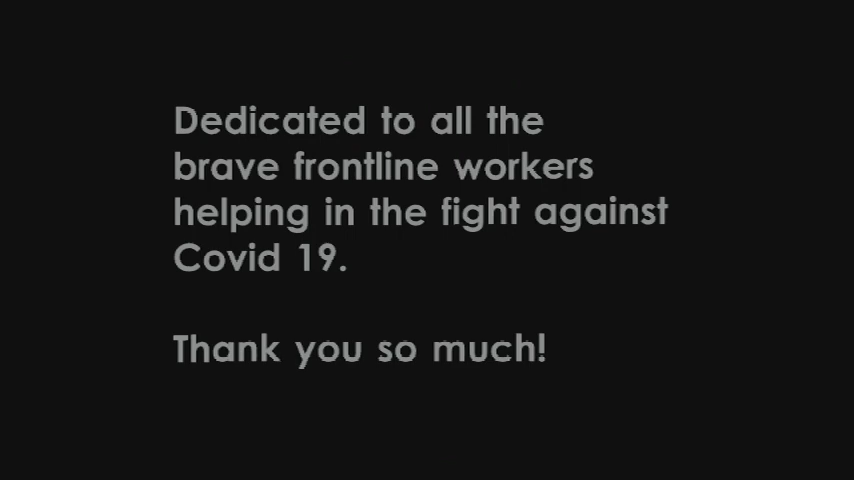 Dedicated to all the
brave frontline workers
helping in the fight against
Covid 19.
Thank you so much!